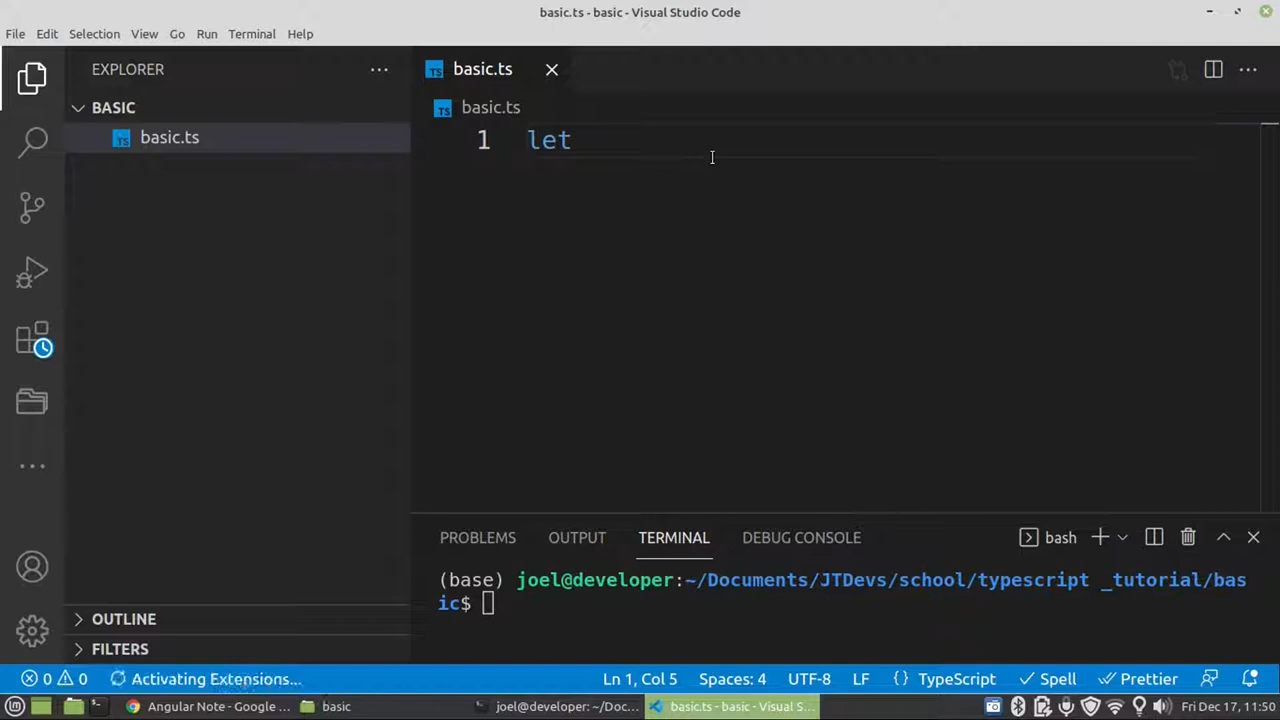 basic.ts - basic - Visual Studio Code
File Edit Selection View Go Run Terminal Help
EXPLORER
TS basic.ts
BASIC
TS basic.ts
TS basic.ts
1 let
PROBLEMS OUTPUT TERMINAL DEBUG CONSOLE bash
(base) joel@developer:~/Documents/JTDevs/school/typescript _tutorial/bas
ic$
OUTLINE
FILTERS
0 0 Activating Extensions... Ln 1, Col 5 Spaces: 4 UTF-8 LF {} TypeScript Spell Prettier
Angular Note - Google ... basic joel@developer: ~/Doc... basic.ts - basic - Visual S... Fri Dec 17, 11:50